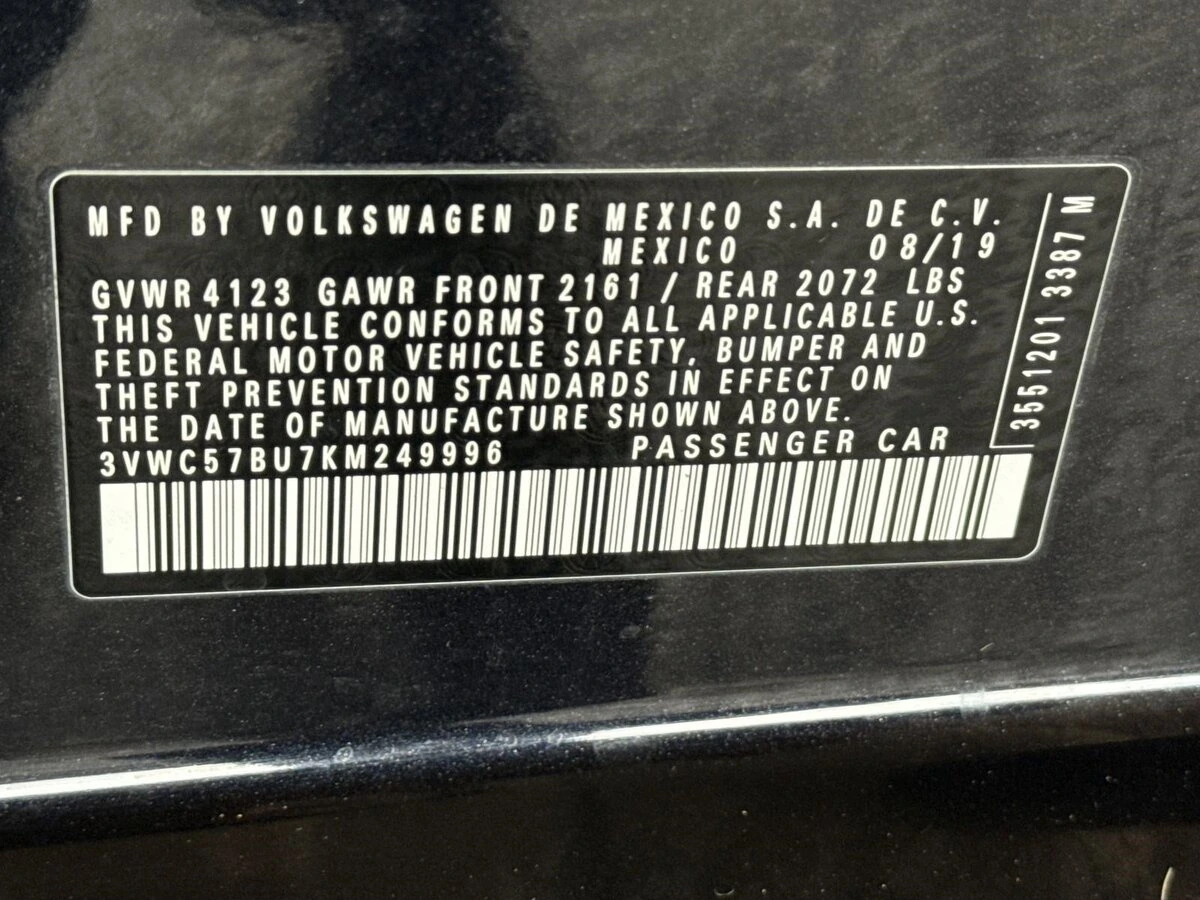 MFD BY VOLKSWAGEN DE MEXICO S.A. DE C.V.
MEXICO 08/19
GVWR 4123 GAWR FRONT 2161 / REAR 2072 LBS
THIS VEHICLE CONFORMS TO ALL APPLICABLE U.S.
FEDERAL MOTOR VEHICLE SAFETY, BUMPER AND
THEFT PREVENTION STANDARDS IN EFFECT ON
THE DATE OF MANUFACTURE SHOWN ABOVE.
3VWC57BU7KM249996 PASSENGER CAR
3551201 3387 M